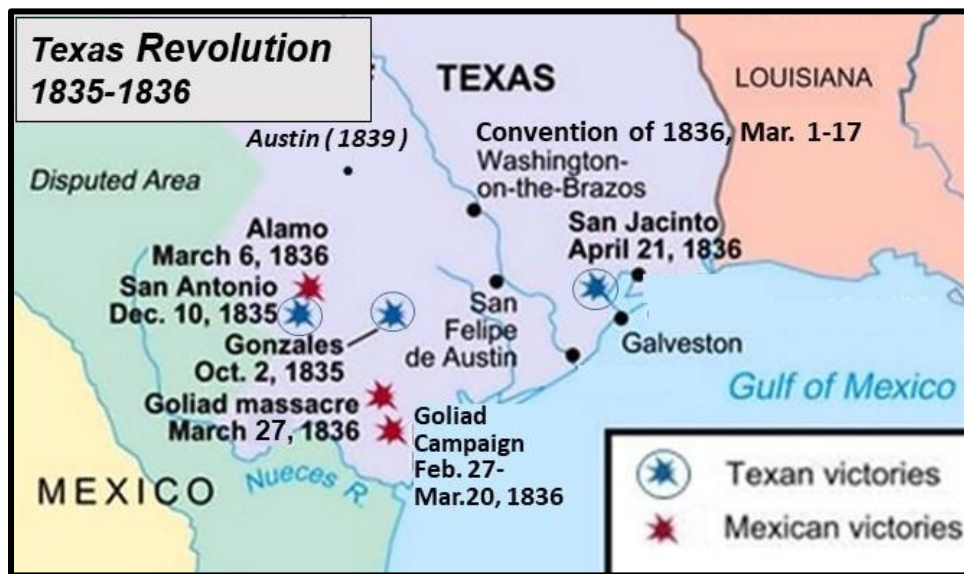 Texas Revolution
1835-1836
TEXAS
LOUISIANA
Austin ( 1839 )
Convention of 1836, Mar. 1-17
Washington-
on-the-Brazos
Disputed Area
Alamo
March 6, 1836
San Jacinto
April 21, 1836
San Antonio
Dec. 10, 1835
Gonzales
Oct. 2, 1835
San
Felipe
de Austin
Galveston
Gulf of Mexico
Goliad massacre
March 27, 1836
Goliad
Campaign
Feb. 27-
Mar.20, 1836
MEXICO
Nueces R.
Texan victories
Mexican victories